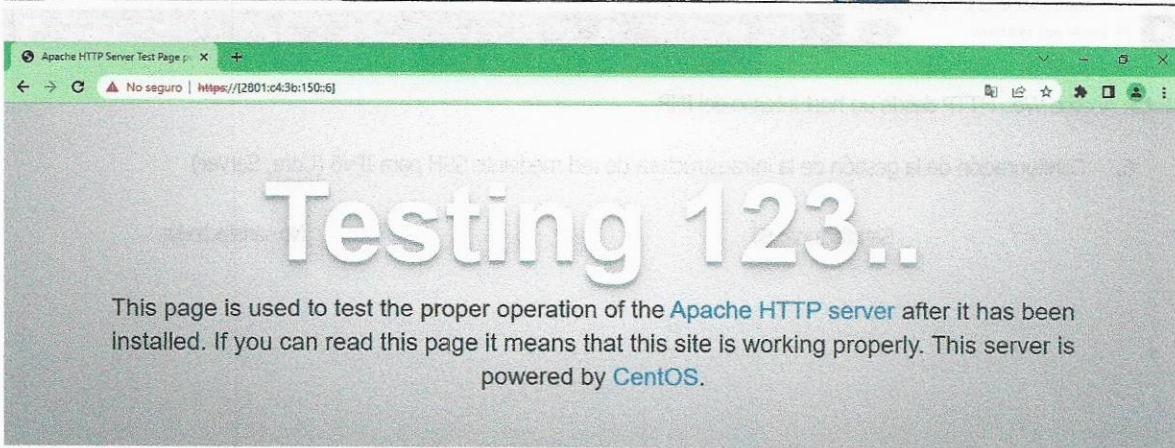 Apache HTTP Server Test Page p
No seguro | https://[2801:c4:3b:150::6]
Testing 123..
This page is used to test the proper operation of the Apache HTTP server after it has been
installed. If you can read this page it means that this site is working properly. This server is
powered by CentOS.